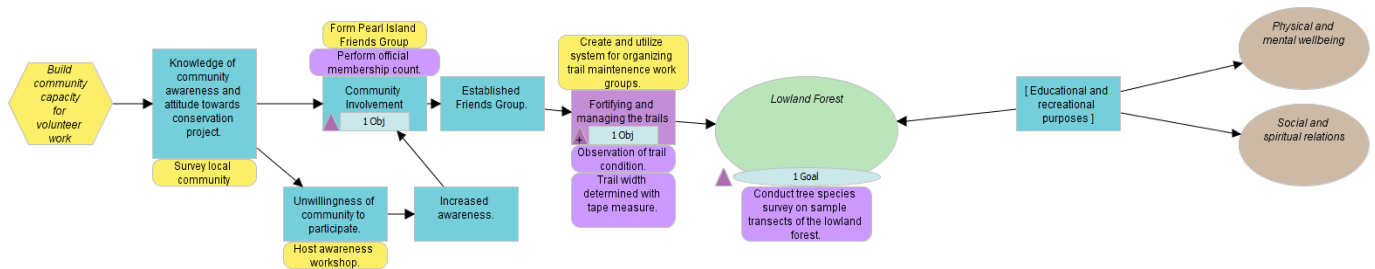 Build
community
capacity
for
volunteer
work
Knowledge of
community
awareness and
attitude towards
conservation
project.
Survey local
community
Form Pearl Island
Friends Group
Perform official
membership count.
Community
Involvement
1 Obj
Unwillingness of
community to
participate.
Host awareness
workshop.
Increased
awareness.
Established
Friends Group.
Create and utilize
system for organizing
trail maintenence work
groups.
Fortifying and
managing the trails
+
1 Obj
Observation of trail
condition.
Trail width
determined with
tape measure.
Lowland Forest
1 Goal
Conduct tree species
survey on sample
transects of the lowland
forest.
[ Educational and
recreational
purposes ]
Physical and
mental wellbeing
Social and
spiritual relations